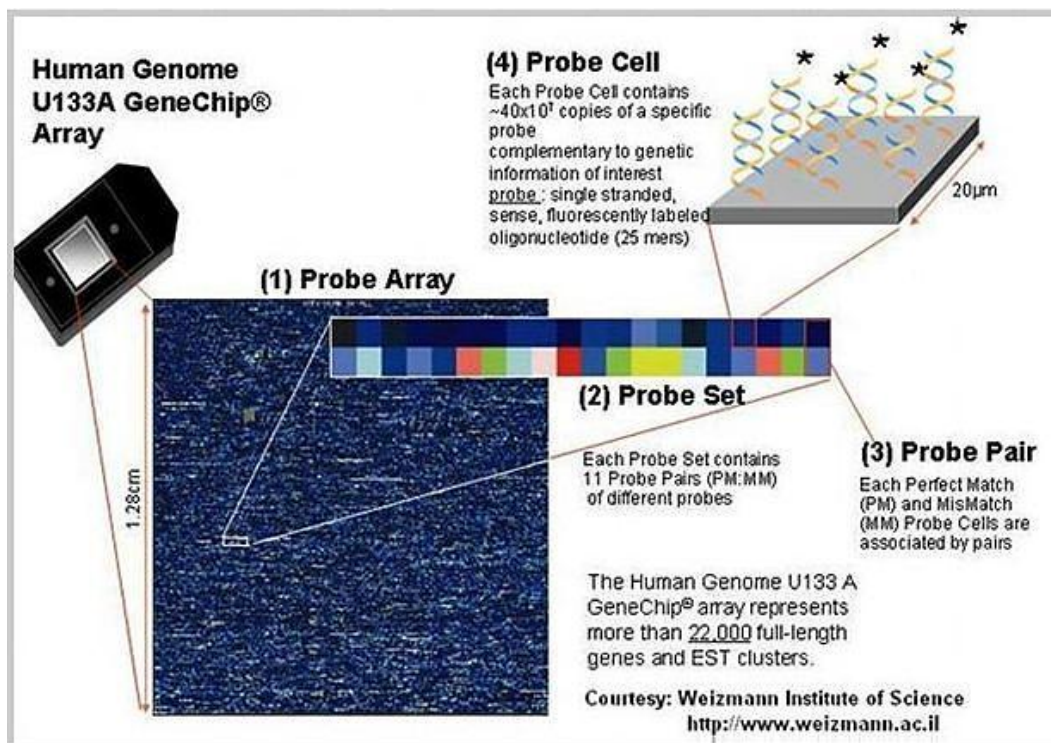 Human Genome
U133A GeneChip®
Array
(4) Probe Cell
Each Probe Cell contains
~40x10⁷ copies of a specific
probe
complementary to genetic
information of interest
probe : single stranded,
sense, fluorescently labeled
oligonucleotide (25 mers)
* * * * *
20µm
(1) Probe Array
1.28cm
(2) Probe Set
Each Probe Set contains
11 Probe Pairs (PM:MM)
of different probes
(3) Probe Pair
Each Perfect Match
(PM) and MisMatch
(MM) Probe Cells are
associated by pairs
The Human Genome U133 A
GeneChip® array represents
more than 22,000 full-length
genes and EST clusters.
Courtesy: Weizmann Institute of Science
http://www.weizmann.ac.il